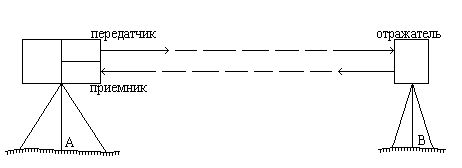 передатчик
отражатель
приемник
А
В